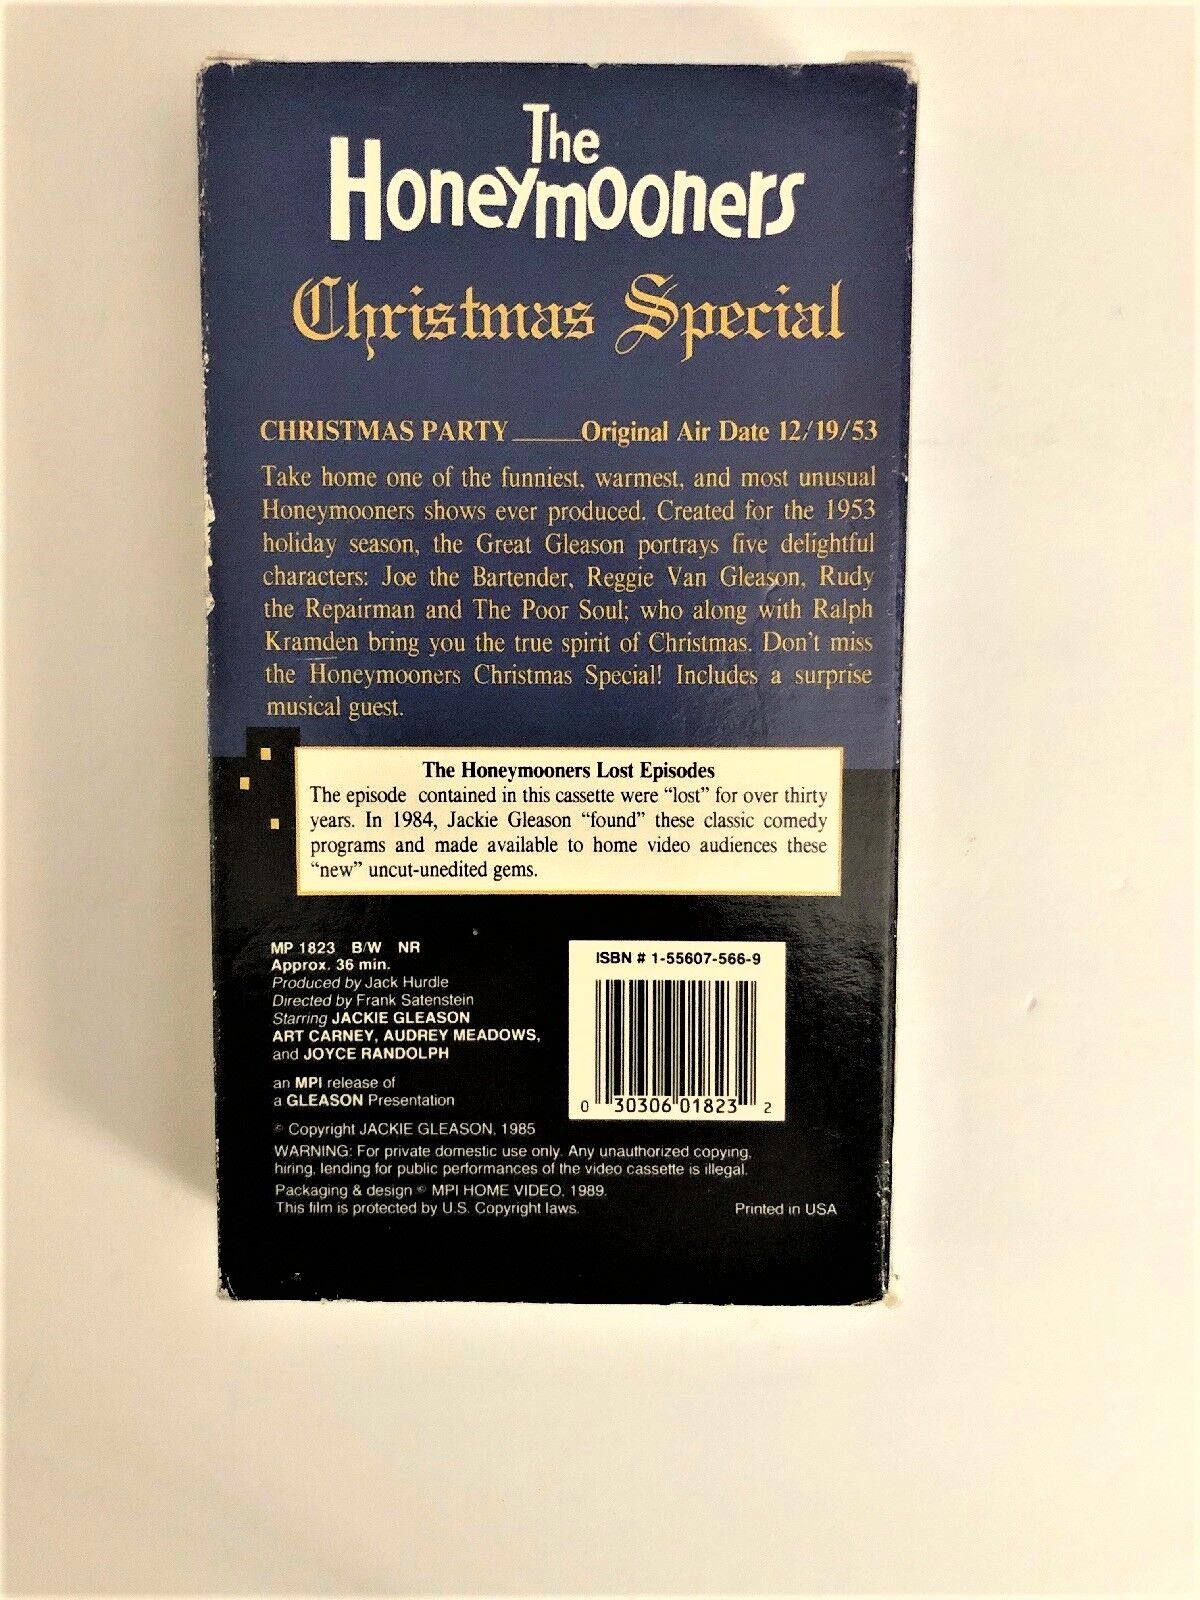 The
Honeymooners
Christmas Special
CHRISTMAS PARTY_____Original Air Date 12/19/53
Take home one of the funniest, warmest, and most unusual
Honeymooners shows ever produced. Created for the 1953
holiday season, the Great Gleason portrays five delightful
characters: Joe the Bartender, Reggie Van Gleason, Rudy
the Repairman and The Poor Soul; who along with Ralph
Kramden bring you the true spirit of Christmas. Don't miss
the Honeymooners Christmas Special! Includes a surprise
musical guest.
The Honeymooners Lost Episodes
The episode contained in this cassette were "lost" for over thirty
years. In 1984, Jackie Gleason "found" these classic comedy
programs and made available to home video audiences these
"new" uncut-unedited gems.
MP 1823 B/W NR
Approx. 36 min.
Produced by Jack Hurdle
Directed by Frank Satenstein
Starring JACKIE GLEASON
ART CARNEY, AUDREY MEADOWS,
and JOYCE RANDOLPH
an MPI release of
a GLEASON Presentation
ISBN # 1-55607-566-9
0 30306 01823 2
© Copyright JACKIE GLEASON, 1985
WARNING: For private domestic use only. Any unauthorized copying,
hiring, lending for public performances of the video cassette is illegal.
Packaging & design © MPI HOME VIDEO, 1989.
This film is protected by U.S. Copyright laws.
Printed in USA